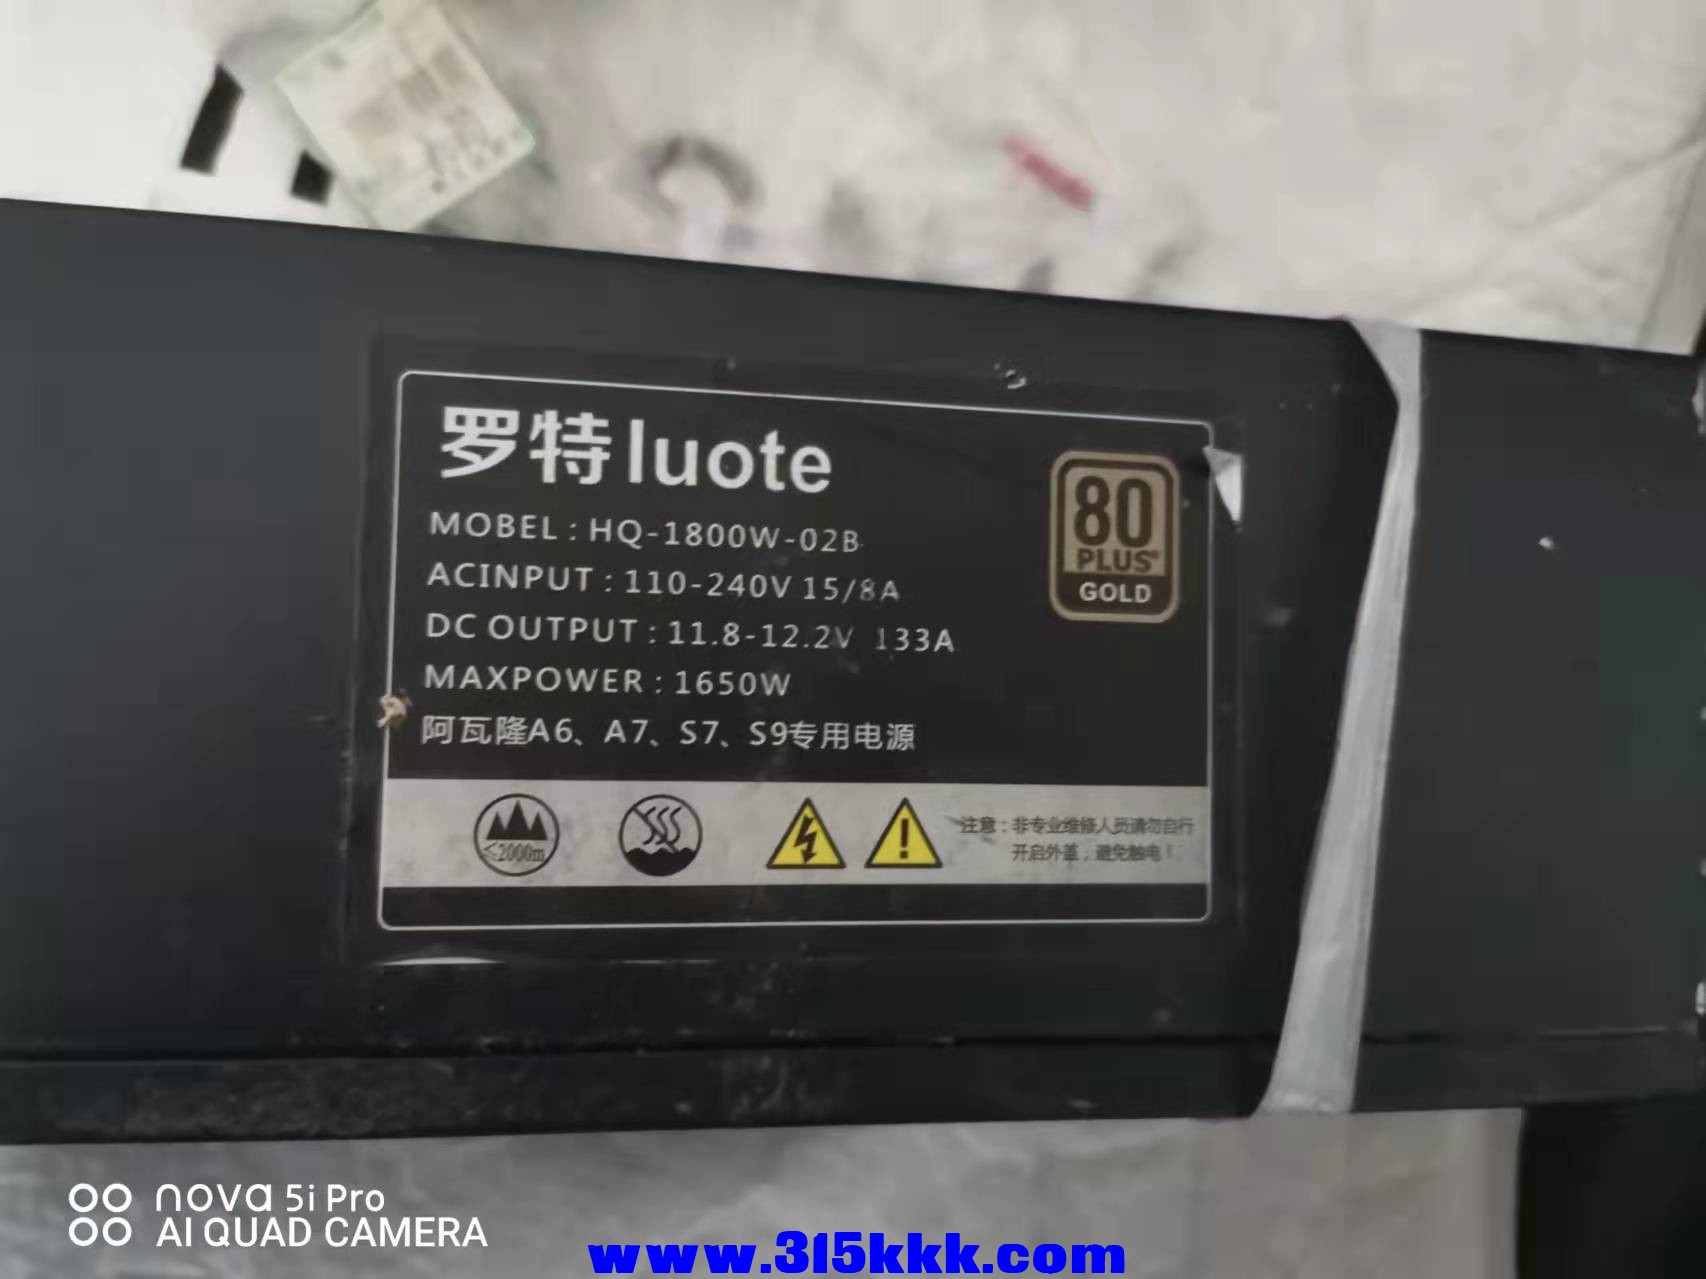 罗特luote
MOBEL : HQ-1800W-02B
ACINPUT : 110-240V 15/8A
DC OUTPUT : 11.8-12.2V 133A
MAXPOWER : 1650W
阿瓦隆A6、A7、S7、S9专用电源
80
PLUS®
GOLD
≤2000m
注意：非专业维修人员请勿自行
开启外盖，避免触电！
nova 5i Pro
AI QUAD CAMERA
www.315kkk.com